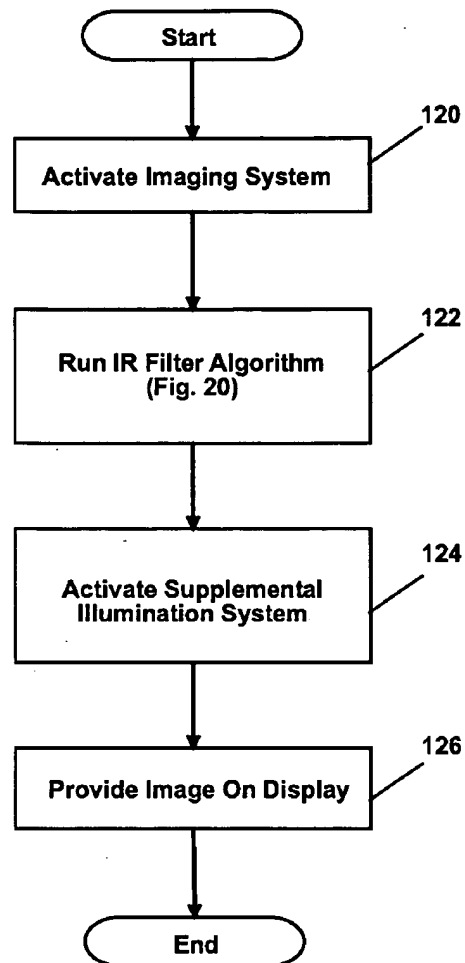 Start
120
Activate Imaging System
122
Run IR Filter Algorithm
(Fig. 20)
124
Activate Supplemental
Illumination System
126
Provide Image On Display
End